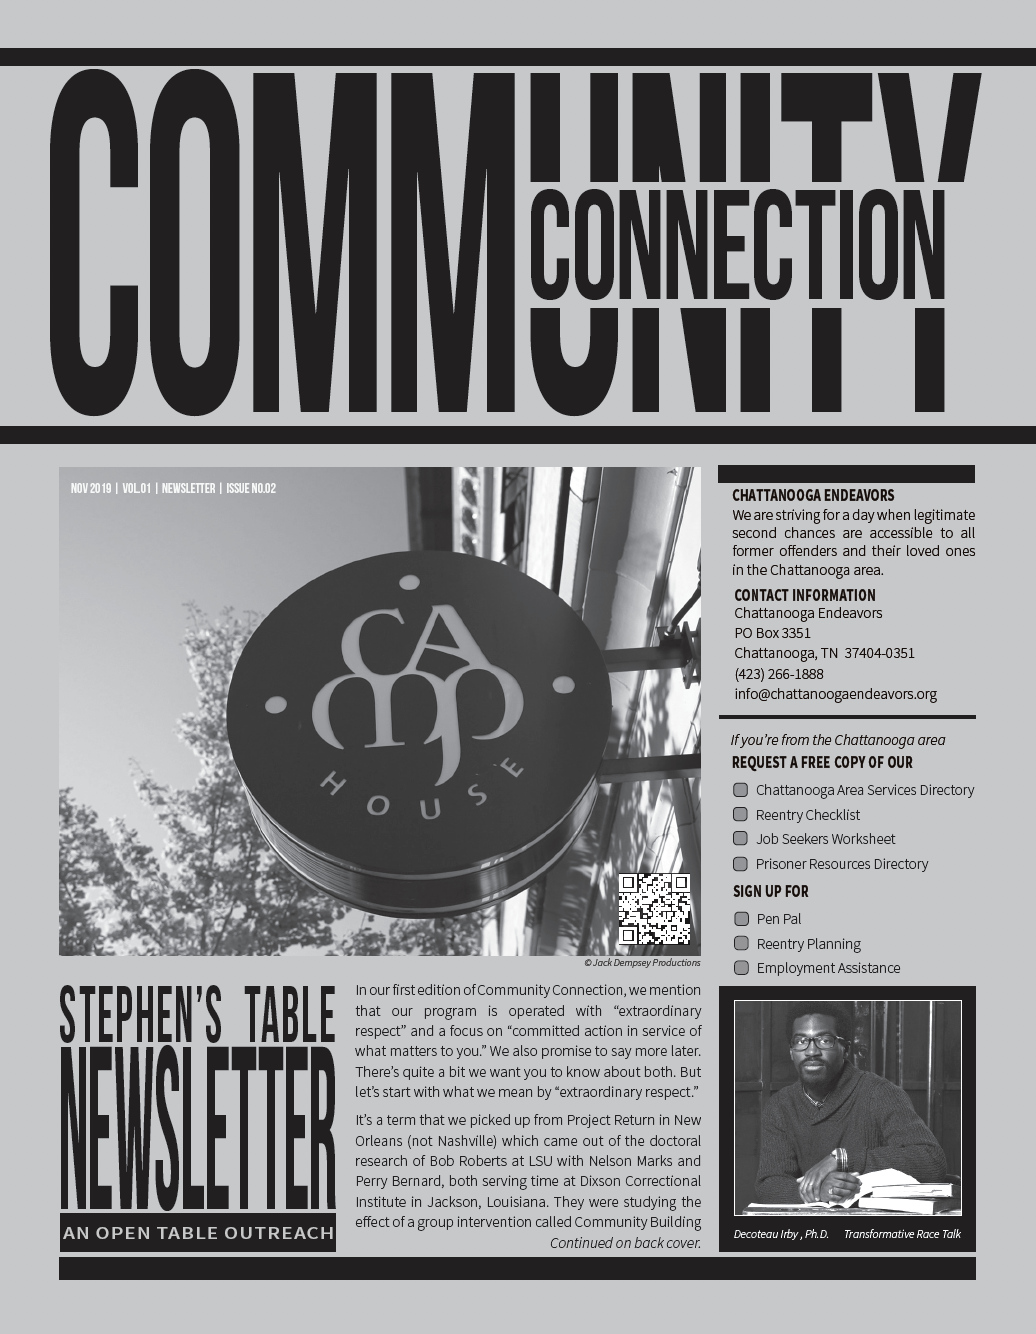 COMMUNITY
CONNECTION
NOV 2019 | VOL.01 | NEWSLETTER | ISSUE NO.02
CAMP
HOUSE
© Jack Dempsey Productions
CHATTANOOGA ENDEAVORS
We are striving for a day when legitimate
second chances are accessible to all
former offenders and their loved ones
in the Chattanooga area.
CONTACT INFORMATION
Chattanooga Endeavors
PO Box 3351
Chattanooga, TN 37404-0351
(423) 266-1888
info@chattanoogaendeavors.org
If you're from the Chattanooga area
REQUEST A FREE COPY OF OUR
Chattanooga Area Services Directory
Reentry Checklist
Job Seekers Worksheet
Prisoner Resources Directory
SIGN UP FOR
Pen Pal
Reentry Planning
Employment Assistance
STEPHEN'S TABLE
NEWSLETTER
AN OPEN TABLE OUTREACH
In our first edition of Community Connection, we mention
that our program is operated with “extraordinary
respect” and a focus on “committed action in service of
what matters to you.” We also promise to say more later.
There's quite a bit we want you to know about both. But
let's start with what we mean by “extraordinary respect.”
It's a term that we picked up from Project Return in New
Orleans (not Nashville) which came out of the doctoral
research of Bob Roberts at LSU with Nelson Marks and
Perry Bernard, both serving time at Dixson Correctional
Institute in Jackson, Louisiana. They were studying the
effect of a group intervention called Community Building
Continued on back cover.
Decoteau Irby , Ph.D. Transformative Race Talk